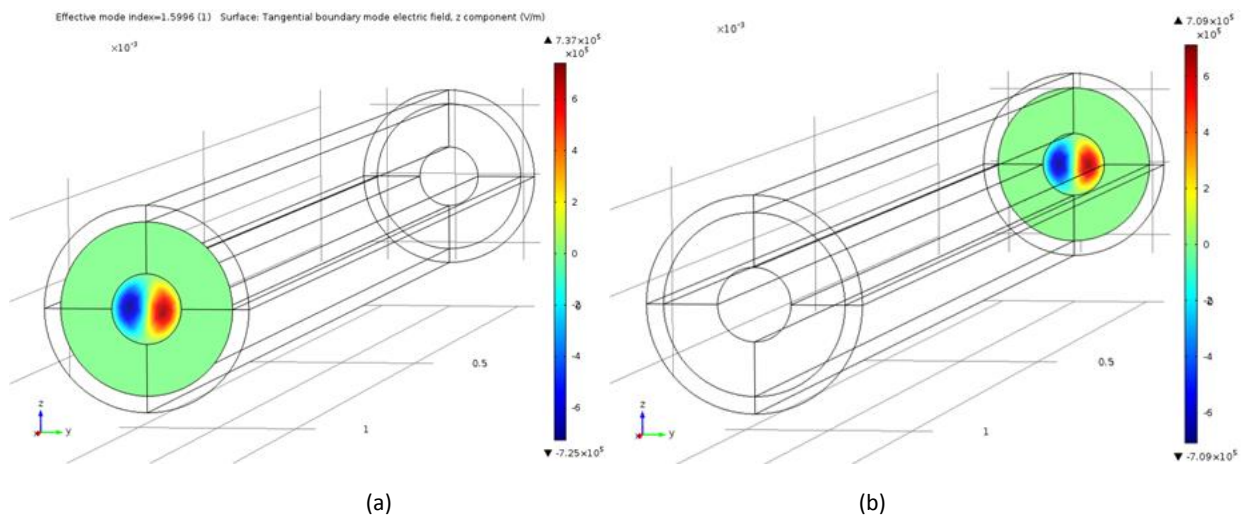 Effective mode index=1.5996 (1) Surface: Tangential boundary mode electric field, z component (V/m)
×10⁻³
▲ 7.37×10⁵
×10⁵
6
4
2
0
-2
-4
-6
▼ -7.25×10⁵
0.5
1
z
y
x
(a)
×10⁻³
▲ 7.09×10⁵
×10⁵
6
4
2
0
-2
-4
-6
▼ -7.09×10⁵
0.5
1
z
y
x
(b)